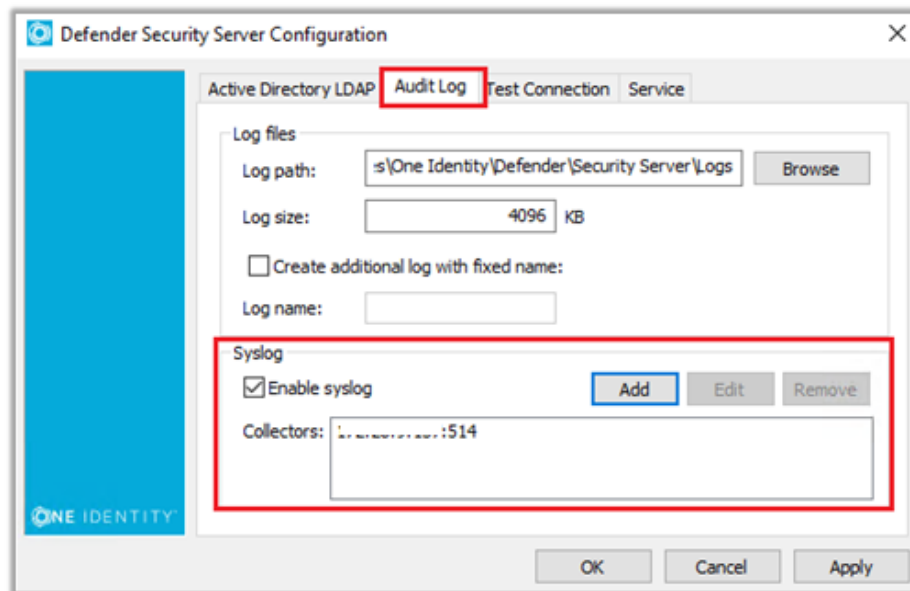 Defender Security Server Configuration
Active Directory LDAP Audit Log Test Connection Service
Log files
Log path: s\One Identity\Defender\Security Server\Logs Browse
Log size: 4096 KB
Create additional log with fixed name:
Log name:
Syslog
Enable syslog Add Edit Remove
Collectors: :514
ONE IDENTITY
OK Cancel Apply